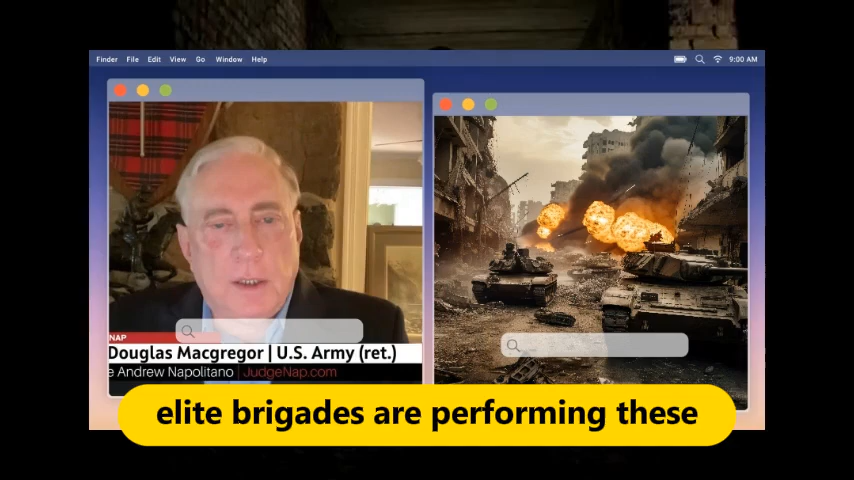 Finder File Edit View Go Window Help 9:00 AM
NAP
Douglas Macgregor | U.S. Army (ret.)
e Andrew Napolitano | JudgeNap.com
elite brigades are performing these